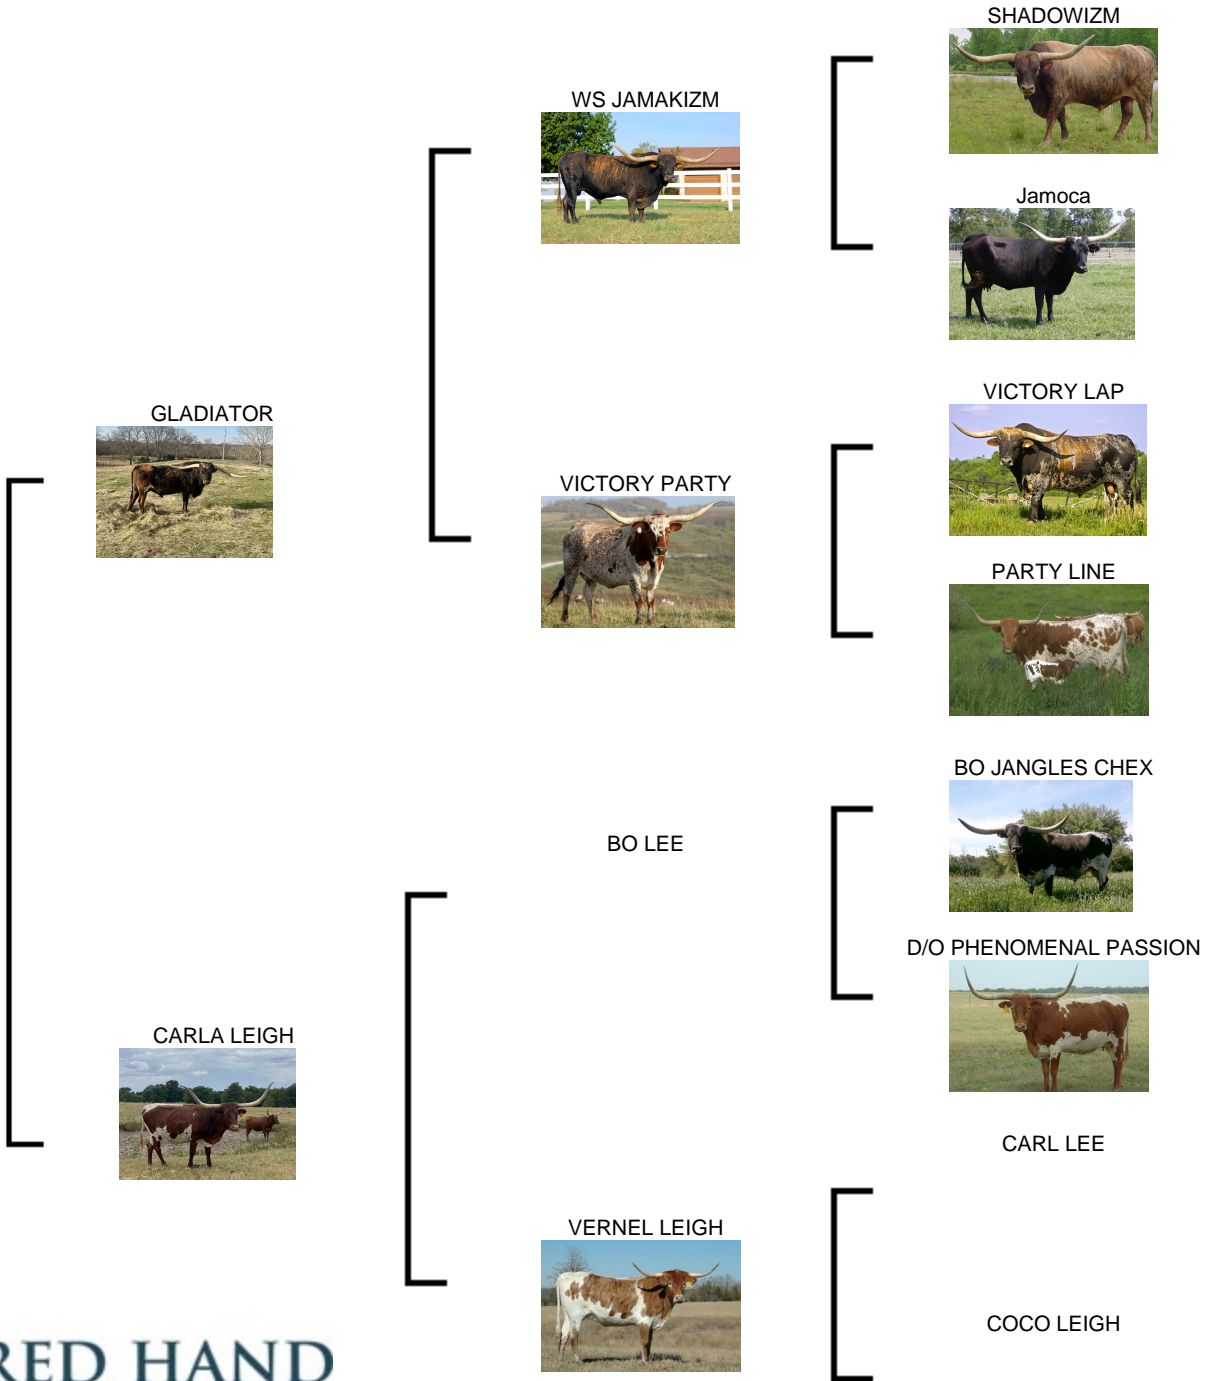 SHADOWIZM
WS JAMAKIZM
Jamoca
VICTORY LAP
GLADIATOR
VICTORY PARTY
PARTY LINE
BO JANGLES CHEX
BO LEE
D/O PHENOMENAL PASSION
CARLA LEIGH
CARL LEE
VERNEL LEIGH
COCO LEIGH
RED HAND